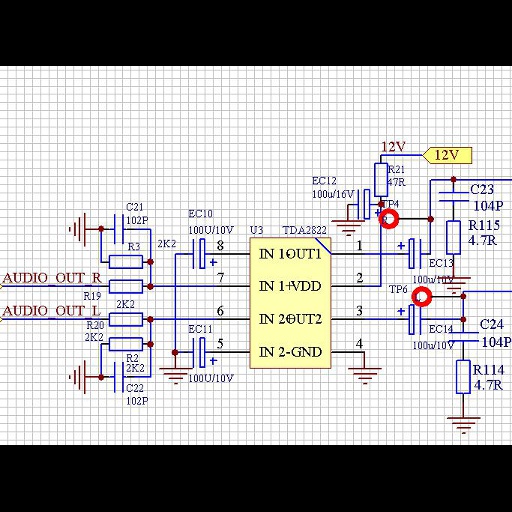 12V
12V
R21
47R
EC12
100u/16V
TP4
C23
104P
C21
102P
EC10
100U/10V
U3
TDA2822
R115
4.7R
R3
2K2
8
IN 1-
OUT1
1
EC13
100u/10V
AUDIO_OUT_R
R19
7
IN 1+
VDD
2
TP6
AUDIO_OUT_L
2K2
R20
6
IN 2+
OUT2
3
EC14
100u/10V
C24
104P
2K2
R2
2K2
EC11
5
IN 2-
GND
4
100U/10V
C22
102P
R114
4.7R